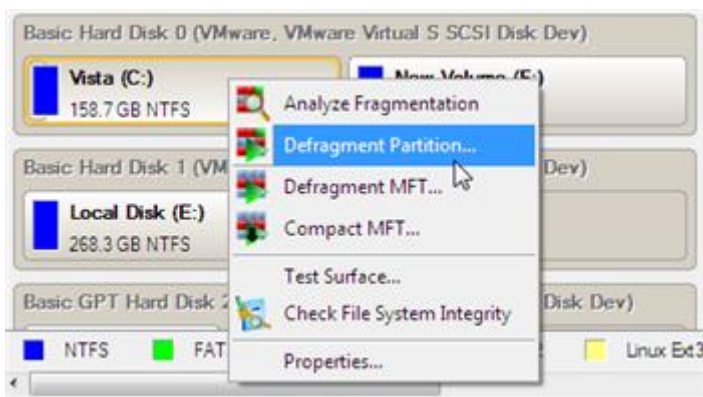 Basic Hard Disk 0 (VMware, VMware Virtual S SCSI Disk Dev)
Vista (C:)
158.7 GB NTFS
New Volume (F:)
Analyze Fragmentation
Defragment Partition...
Basic Hard Disk 1 (VM
Dev)
Defragment MFT...
Local Disk (E:)
268.3 GB NTFS
Compact MFT...
Test Surface...
Basic GPT Hard Disk 2
Disk Dev)
Check File System Integrity
NTFS
FAT
Linux Ext3
Properties...